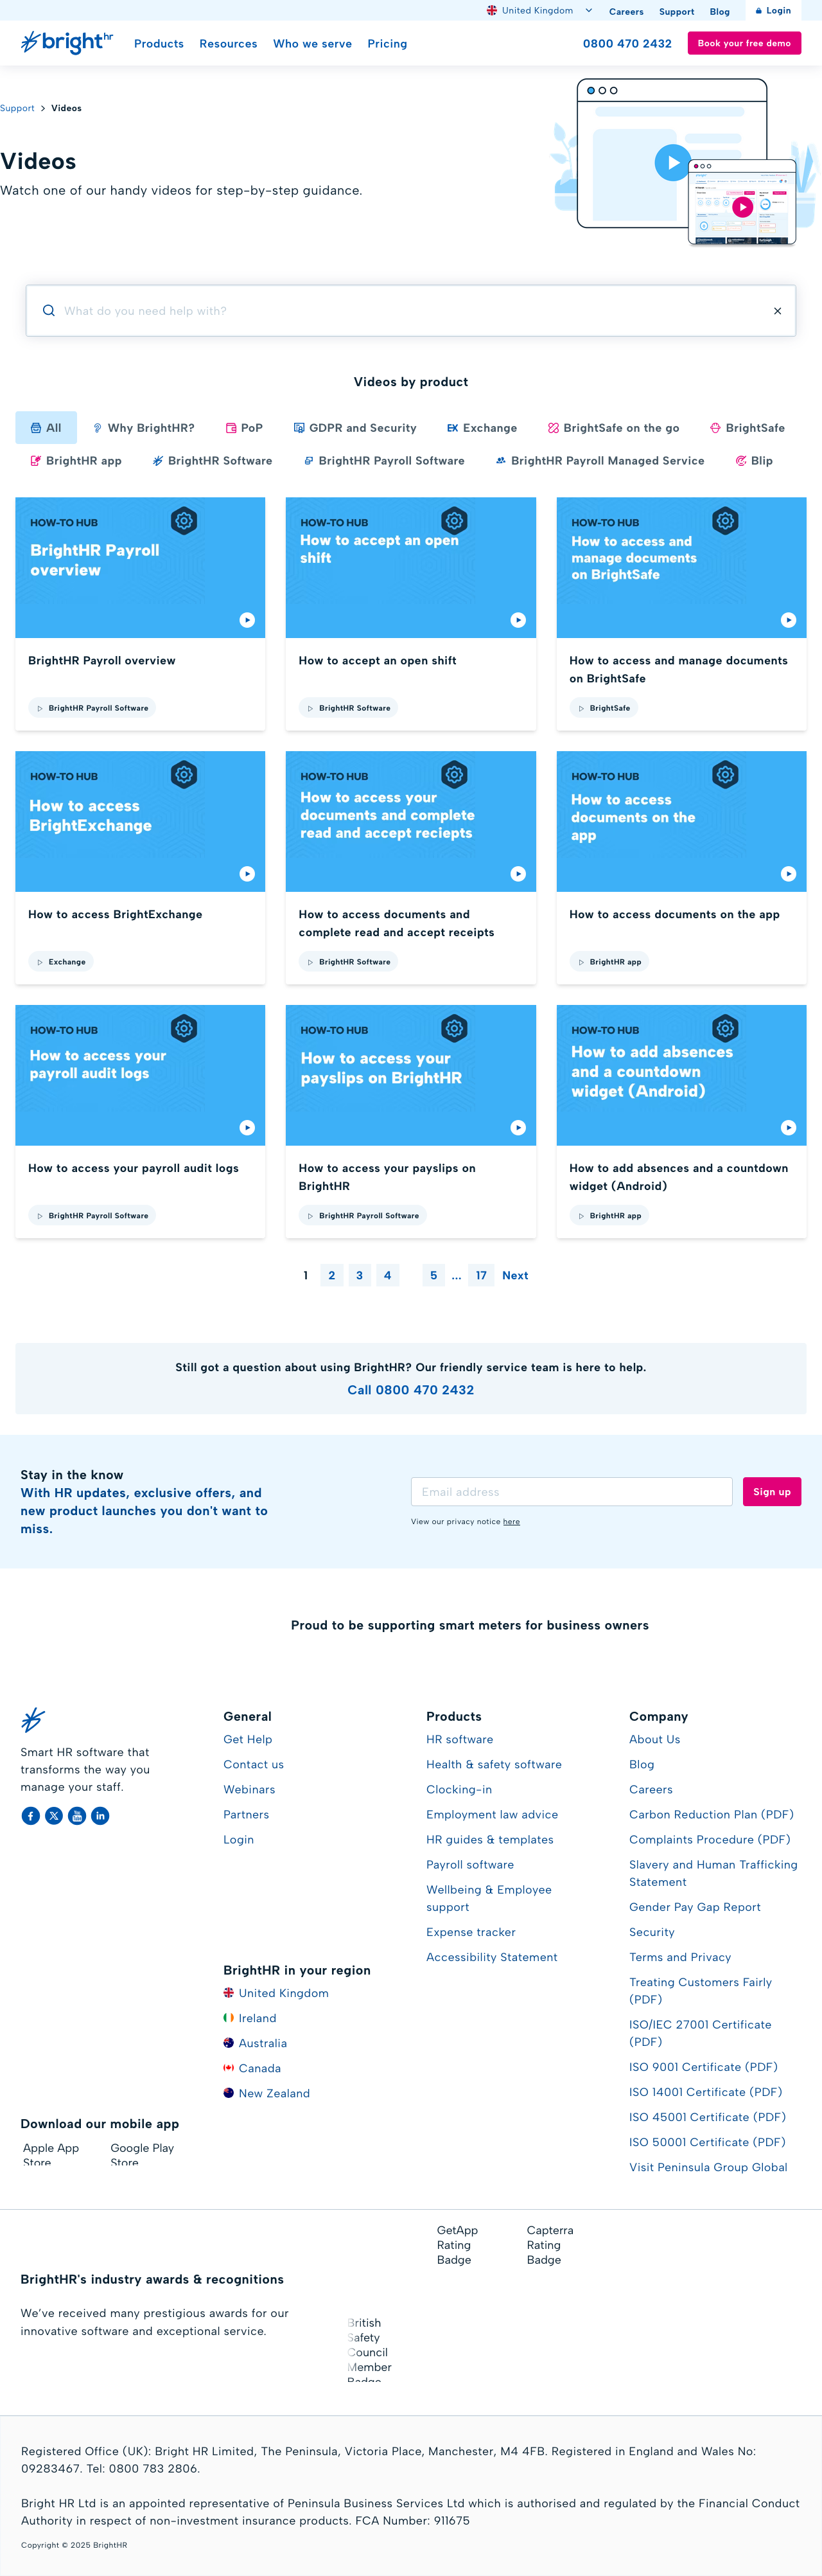 United Kingdom Careers Support Blog Login
bright hr Products Resources Who we serve Pricing 0800 470 2432 Book your free demo
Support > Videos
Videos
Watch one of our handy videos for step-by-step guidance.
What do you need help with?
Videos by product
All Why BrightHR? PoP GDPR and Security Exchange BrightSafe on the go BrightSafe
BrightHR app BrightHR Software BrightHR Payroll Software BrightHR Payroll Managed Service Blip
HOW-TO HUB
BrightHR Payroll
overview
BrightHR Payroll overview
BrightHR Payroll Software
HOW-TO HUB
How to accept an open
shift
How to accept an open shift
BrightHR Software
HOW-TO HUB
How to access and
manage documents
on BrightSafe
How to access and manage documents
on BrightSafe
BrightSafe
HOW-TO HUB
How to access
BrightExchange
How to access BrightExchange
Exchange
HOW-TO HUB
How to access your
documents and complete
read and accept reciepts
How to access documents and
complete read and accept receipts
BrightHR Software
HOW-TO HUB
How to access
documents on the
app
How to access documents on the app
BrightHR app
HOW-TO HUB
How to access your
payroll audit logs
How to access your payroll audit logs
BrightHR Payroll Software
HOW-TO HUB
How to access your
payslips on BrightHR
How to access your payslips on
BrightHR
BrightHR Payroll Software
HOW-TO HUB
How to add absences
and a countdown
widget (Android)
How to add absences and a countdown
widget (Android)
BrightHR app
1 2 3 4 5 ... 17 Next
Still got a question about using BrightHR? Our friendly service team is here to help.
Call 0800 470 2432
Stay in the know
With HR updates, exclusive offers, and
new product launches you don't want to
miss.
Email address
Sign up
View our privacy notice here
Proud to be supporting smart meters for business owners
Smart HR software that
transforms the way you
manage your staff.
Download our mobile app
Apple App
Store
Google Play
Store
General
Get Help
Contact us
Webinars
Partners
Login
BrightHR in your region
United Kingdom
Ireland
Australia
Canada
New Zealand
Products
HR software
Health & safety software
Clocking-in
Employment law advice
HR guides & templates
Payroll software
Wellbeing & Employee
support
Expense tracker
Accessibility Statement
Company
About Us
Blog
Careers
Carbon Reduction Plan (PDF)
Complaints Procedure (PDF)
Slavery and Human Trafficking
Statement
Gender Pay Gap Report
Security
Terms and Privacy
Treating Customers Fairly
(PDF)
ISO/IEC 27001 Certificate
(PDF)
ISO 9001 Certificate (PDF)
ISO 14001 Certificate (PDF)
ISO 45001 Certificate (PDF)
ISO 50001 Certificate (PDF)
Visit Peninsula Group Global
BrightHR's industry awards & recognitions
We've received many prestigious awards for our
innovative software and exceptional service.
GetApp
Rating
Badge
Capterra
Rating
Badge
British
Safety
Council
Member
Badge
Registered Office (UK): Bright HR Limited, The Peninsula, Victoria Place, Manchester, M4 4FB. Registered in England and Wales No:
09283467. Tel: 0800 783 2806.
Bright HR Ltd is an appointed representative of Peninsula Business Services Ltd which is authorised and regulated by the Financial Conduct
Authority in respect of non-investment insurance products. FCA Number: 911675
Copyright © 2025 BrightHR